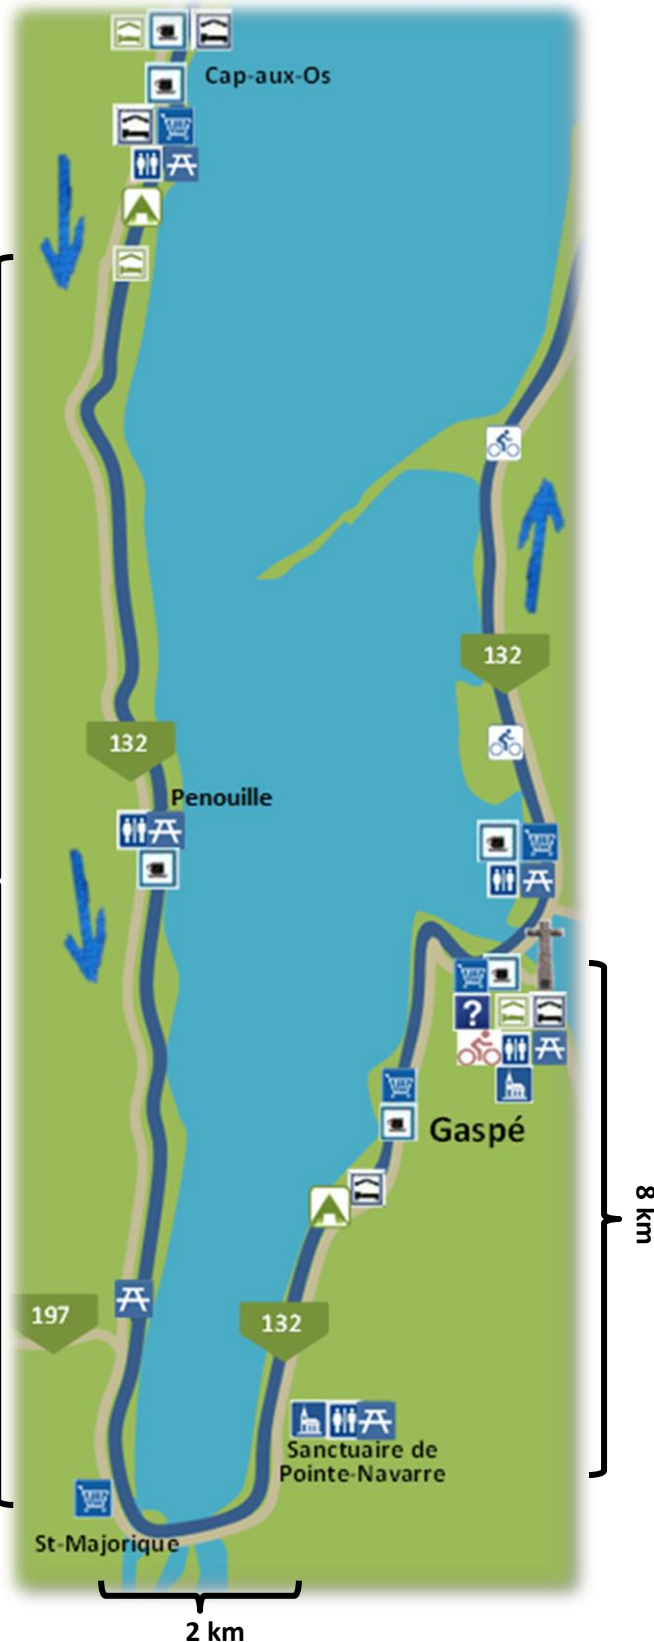 Cap-aux-Os
132
132
Penouille
?
Gaspé
8 km
197
132
Sanctuaire de
Pointe-Navarre
St-Majorique
2 km